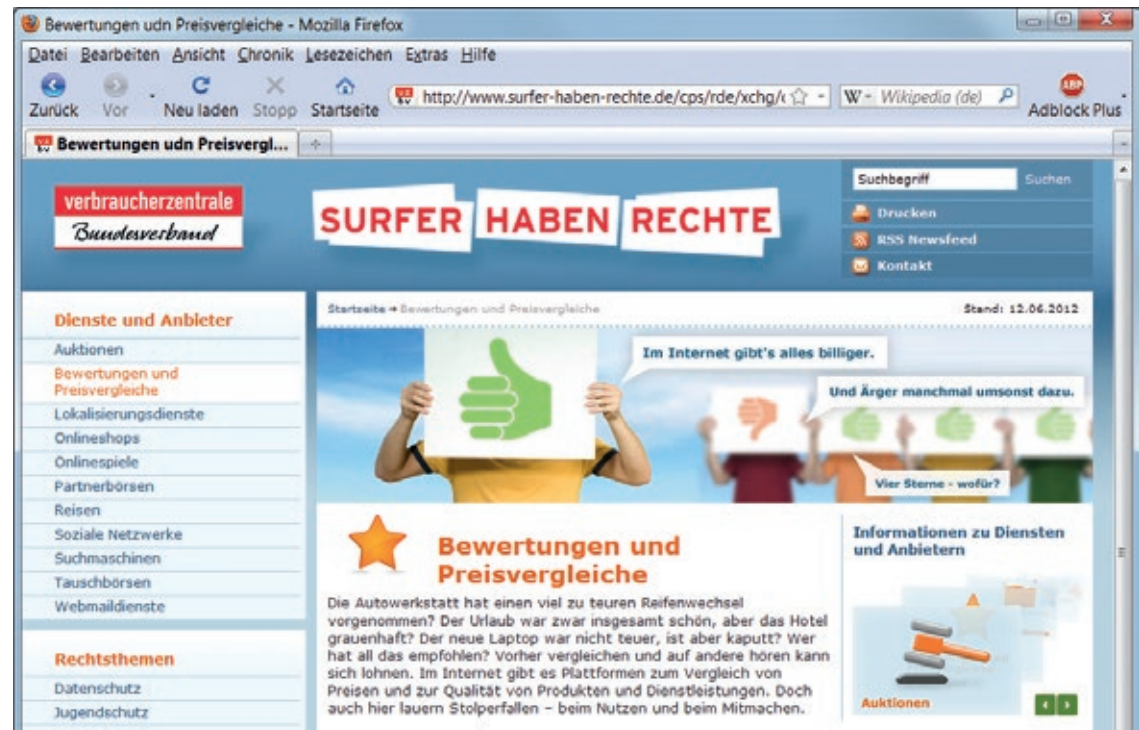 Bewertungen udn Preisvergleiche - Mozilla Firefox
Datei Bearbeiten Ansicht Chronik Lesezeichen Extras Hilfe
Zurück Vor Neu laden Stopp Startseite http://www.surfer-haben-rechte.de/cps/rde/xchg/ W Wikipedia (de) ABP Adblock Plus
Bewertungen udn Preisvergl...
verbraucherzentrale
Bundesverband
SURFER HABEN RECHTE
Suchbegriff Suchen
Drucken
RSS Newsfeed
Kontakt
Dienste und Anbieter
Auktionen
Bewertungen und
Preisvergleiche
Lokalisierungsdienste
Onlineshops
Onlinespiele
Partnerbörsen
Reisen
Soziale Netzwerke
Suchmaschinen
Tauschbörsen
Webmaildienste
Rechtsthemen
Datenschutz
Jugendschutz
Startseite → Bewertungen und Preisvergleiche Stand: 12.06.2012
Im Internet gibt's alles billiger.
Und Ärger manchmal umsonst dazu.
Vier Sterne - wofür?
Bewertungen und
Preisvergleiche
Die Autowerkstatt hat einen viel zu teuren Reifenwechsel
vorgenommen? Der Urlaub war zwar insgesamt schön, aber das Hotel
grauenhaft? Der neue Laptop war nicht teuer, ist aber kaputt? Wer
hat all das empfohlen? Vorher vergleichen und auf andere hören kann
sich lohnen. Im Internet gibt es Plattformen zum Vergleich von
Preisen und zur Qualität von Produkten und Dienstleistungen. Doch
auch hier lauern Stolperfallen – beim Nutzen und beim Mitmachen.
Informationen zu Diensten
und Anbietern
Auktionen